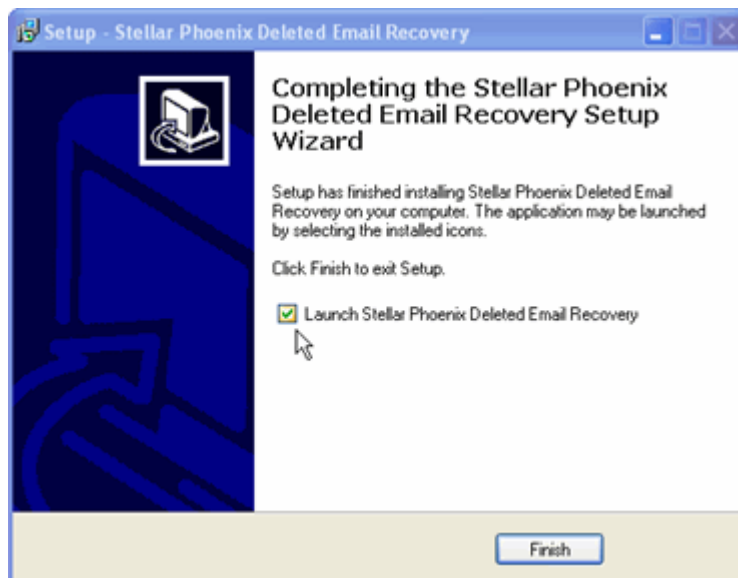 Setup - Stellar Phoenix Deleted Email Recovery
Completing the Stellar Phoenix
Deleted Email Recovery Setup
Wizard
Setup has finished installing Stellar Phoenix Deleted Email
Recovery on your computer. The application may be launched
by selecting the installed icons.
Click Finish to exit Setup.
Launch Stellar Phoenix Deleted Email Recovery
Finish